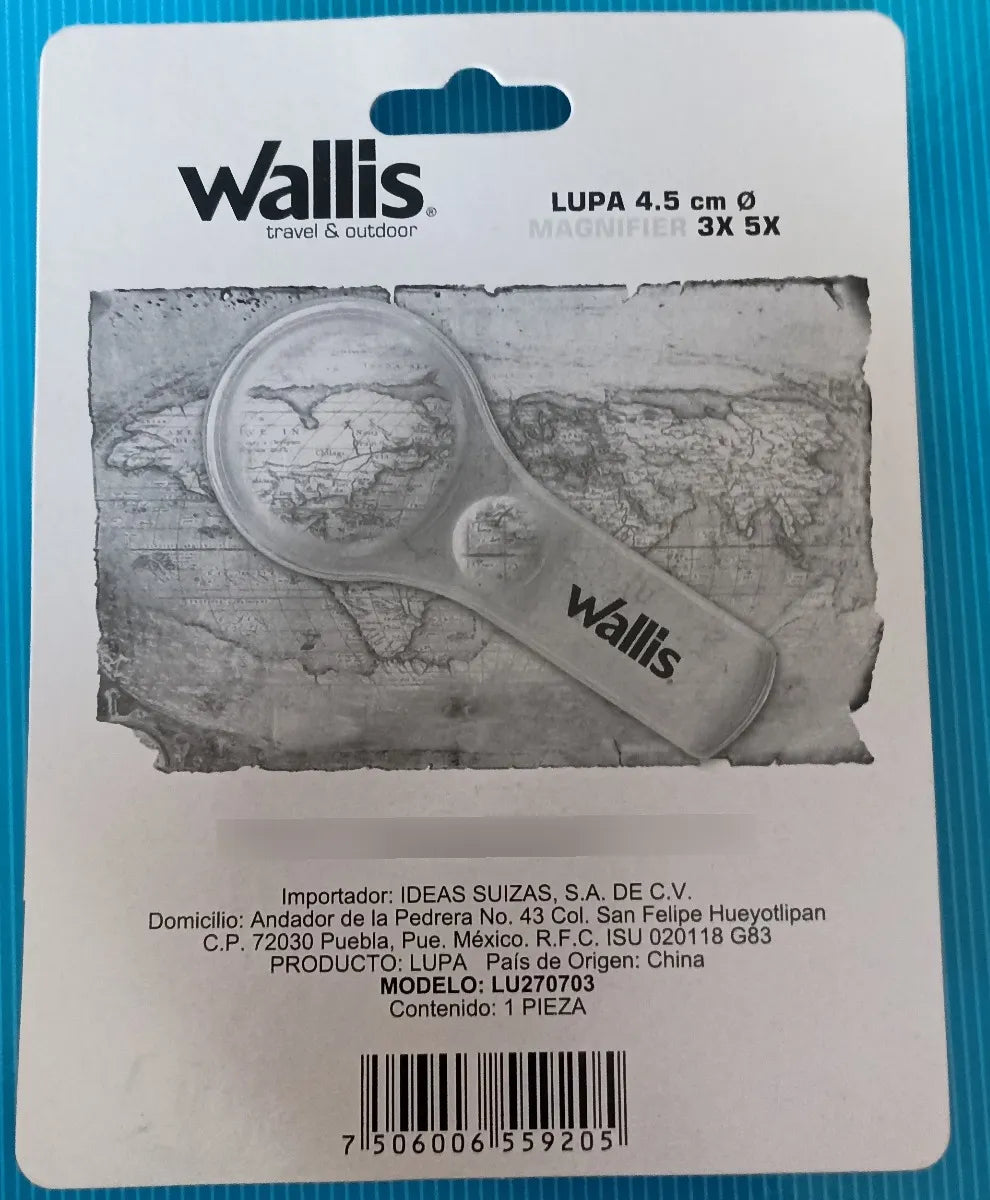 Wallis®
travel & outdoor
LUPA 4.5 cm Ø
MAGNIFIER 3X 5X
Wallis
Importador: IDEAS SUIZAS, S.A. DE C.V.
Domicilio: Andador de la Pedrera No. 43 Col. San Felipe Hueyotlipan
C.P. 72030 Puebla, Pue. México. R.F.C. ISU 020118 G83
PRODUCTO: LUPA País de Origen: China
MODELO: LU270703
Contenido: 1 PIEZA
7 506006 559205